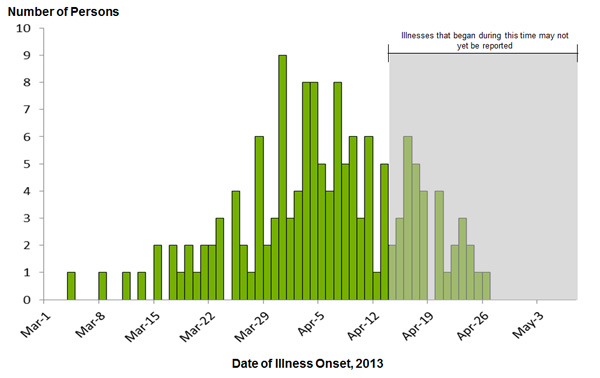 Number of Persons
Illnesses that began during this time may not
yet be reported
10
9
8
7
6
5
4
3
2
1
0
Mar-1
Mar-8
Mar-15
Mar-22
Mar-29
Apr-5
Apr-12
Apr-19
Apr-26
May-3
Date of Illness Onset, 2013